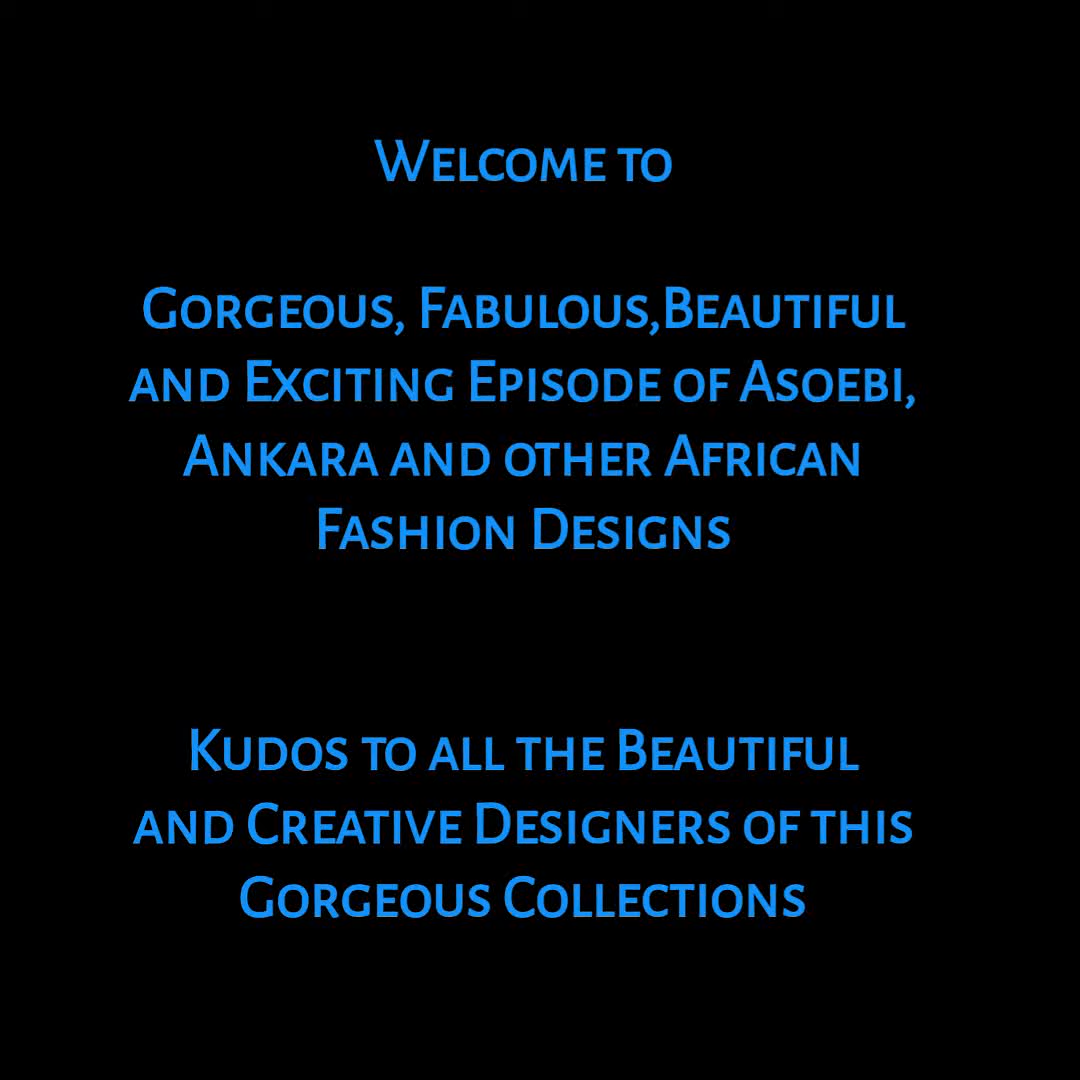 Welcome to
Gorgeous, Fabulous,Beautiful
and Exciting Episode of Asoebi,
Ankara and other African
Fashion Designs
Kudos to all the Beautiful
and Creative Designers of this
Gorgeous Collections